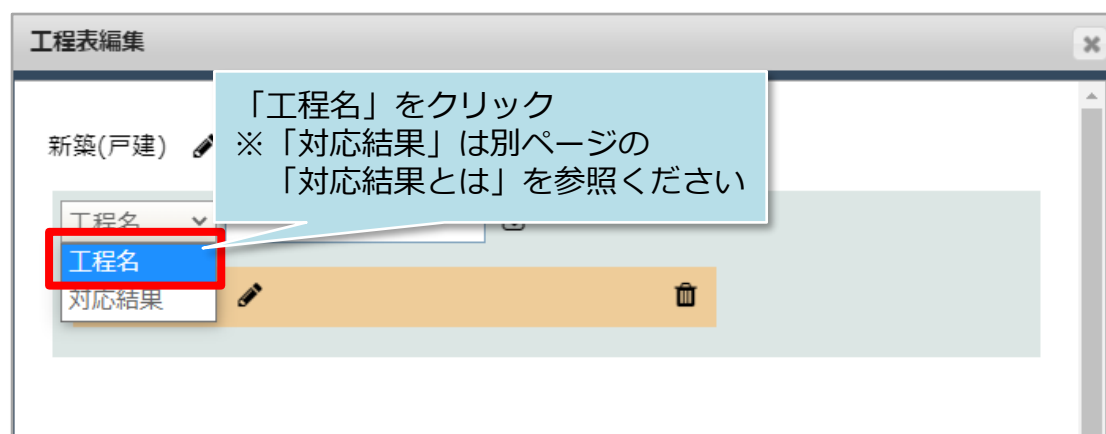 工程表編集
「工程名」をクリック
※「対応結果」は別ページの
「対応結果とは」を参照ください
新築(戸建)
工程名
工程名
対応結果